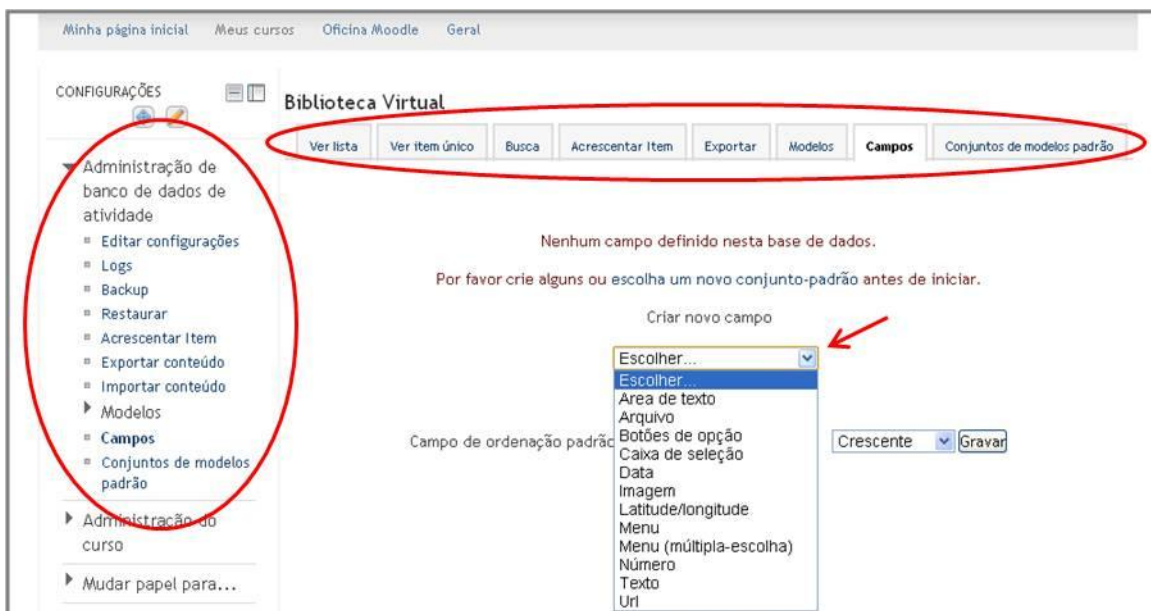 Minha página inicial Meus cursos Oficina Moodle Geral
CONFIGURAÇÕES
Administração de
banco de dados de
atividade
Editar configurações
Logs
Backup
Restaurar
Acrescentar Item
Exportar conteúdo
Importar conteúdo
Modelos
Campos
Conjuntos de modelos
padrão
Administração do
curso
Mudar papel para...
Biblioteca Virtual
Ver lista Ver item único Busca Acrescentar Item Exportar Modelos Campos Conjuntos de modelos padrão
Nenhum campo definido nesta base de dados.
Por favor crie alguns ou escolha um novo conjunto-padrão antes de iniciar.
Criar novo campo
Escolher...
Escolher...
Área de texto
Arquivo
Botões de opção
Caixa de seleção
Data
Imagem
Latitude/longitude
Menu
Menu (múltipla-escolha)
Número
Texto
Url
Campo de ordenação padrão Crescente Gravar